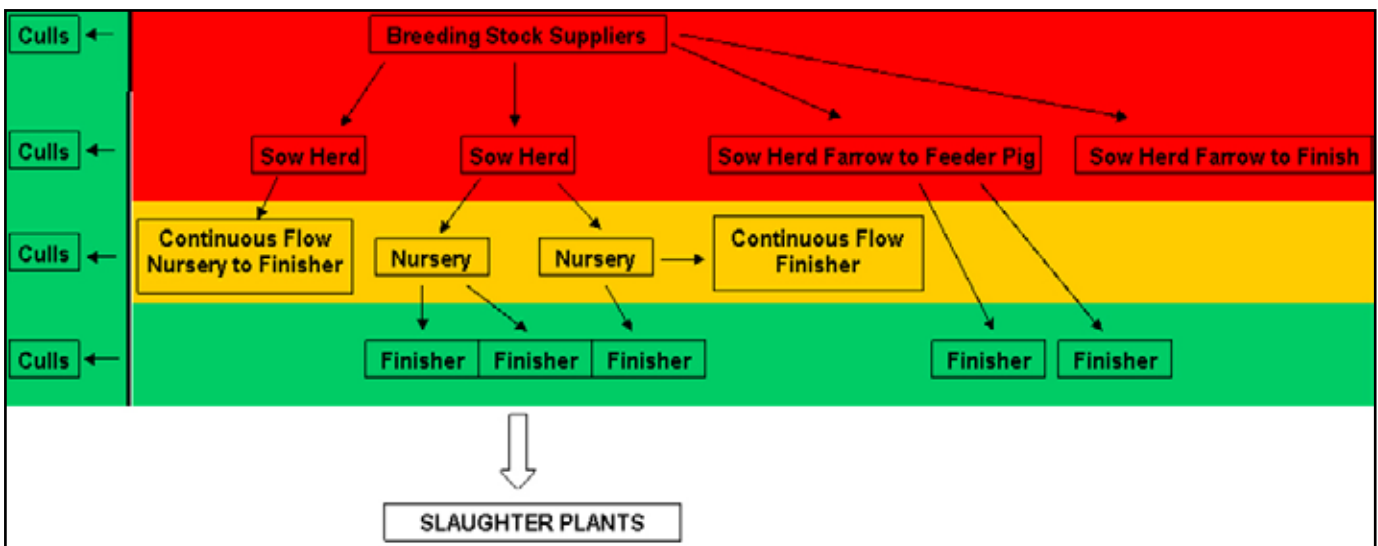 Culls
Breeding Stock Suppliers
Culls
Sow Herd
Sow Herd
Sow Herd Farrow to Feeder Pig
Sow Herd Farrow to Finish
Culls
Continuous Flow
Nursery to Finisher
Nursery
Nursery
Continuous Flow
Finisher
Culls
Finisher
Finisher
Finisher
Finisher
Finisher
SLAUGHTER PLANTS